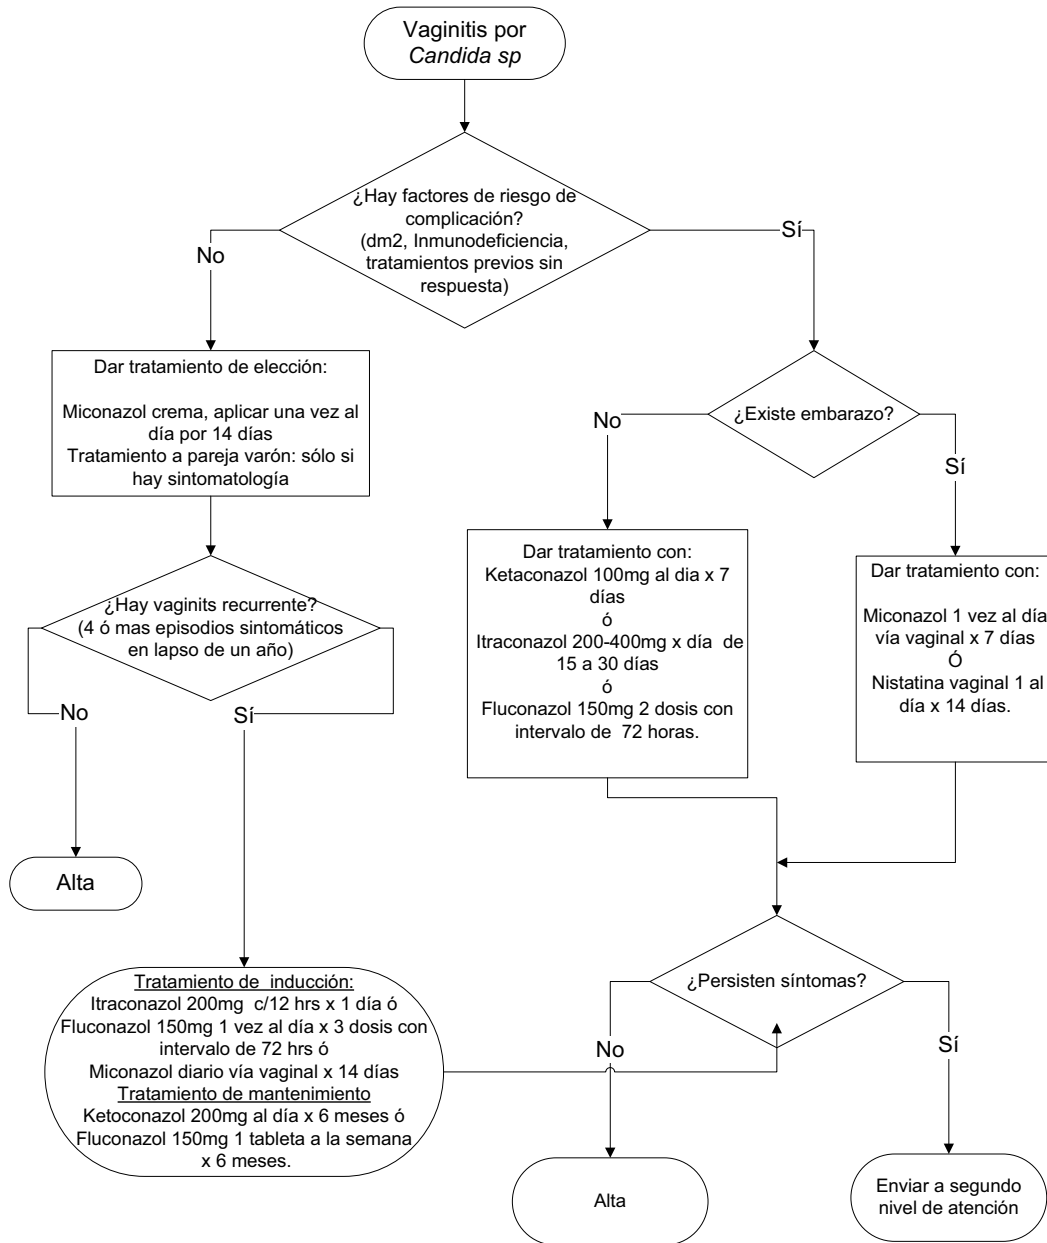 Vaginitis por
Candida sp
¿Hay factores de riesgo de
complicación?
(dm2, Inmunodeficiencia,
tratamientos previos sin
respuesta)
No
Sí
Dar tratamiento de elección:
Miconazol crema, aplicar una vez al
día por 14 días
Tratamiento a pareja varón: sólo si
hay sintomatología
¿Existe embarazo?
No
Sí
Dar tratamiento con:
Ketaconazol 100mg al dia x 7
días
ó
Itraconazol 200-400mg x día de
15 a 30 días
ó
Fluconazol 150mg 2 dosis con
intervalo de 72 horas.
Dar tratamiento con:
Miconazol 1 vez al día
vía vaginal x 7 días
Ó
Nistatina vaginal 1 al
día x 14 días.
¿Hay vaginits recurrente?
(4 ó mas episodios sintomáticos
en lapso de un año)
No
Sí
Alta
Tratamiento de inducción:
Itraconazol 200mg c/12 hrs x 1 día ó
Fluconazol 150mg 1 vez al día x 3 dosis con
intervalo de 72 hrs ó
Miconazol diario vía vaginal x 14 días
Tratamiento de mantenimiento
Ketoconazol 200mg al día x 6 meses ó
Fluconazol 150mg 1 tableta a la semana
x 6 meses.
¿Persisten síntomas?
No
Sí
Alta
Enviar a segundo
nivel de atención